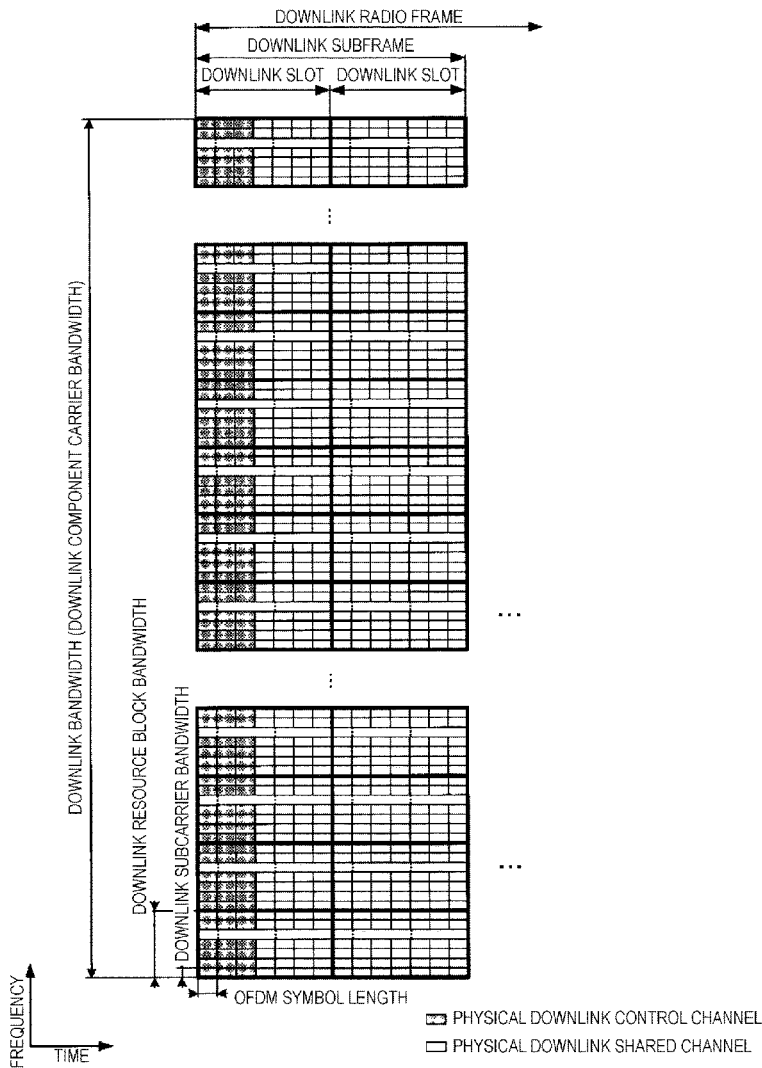 DOWNLINK RADIO FRAME
DOWNLINK SUBFRAME
DOWNLINK SLOT DOWNLINK SLOT
DOWNLINK BANDWIDTH (DOWNLINK COMPONENT CARRIER BANDWIDTH)
DOWNLINK RESOURCE BLOCK BANDWIDTH
DOWNLINK SUBCARRIER BANDWIDTH
...
...
OFDM SYMBOL LENGTH
FREQUENCY
TIME
PHYSICAL DOWNLINK CONTROL CHANNEL
PHYSICAL DOWNLINK SHARED CHANNEL